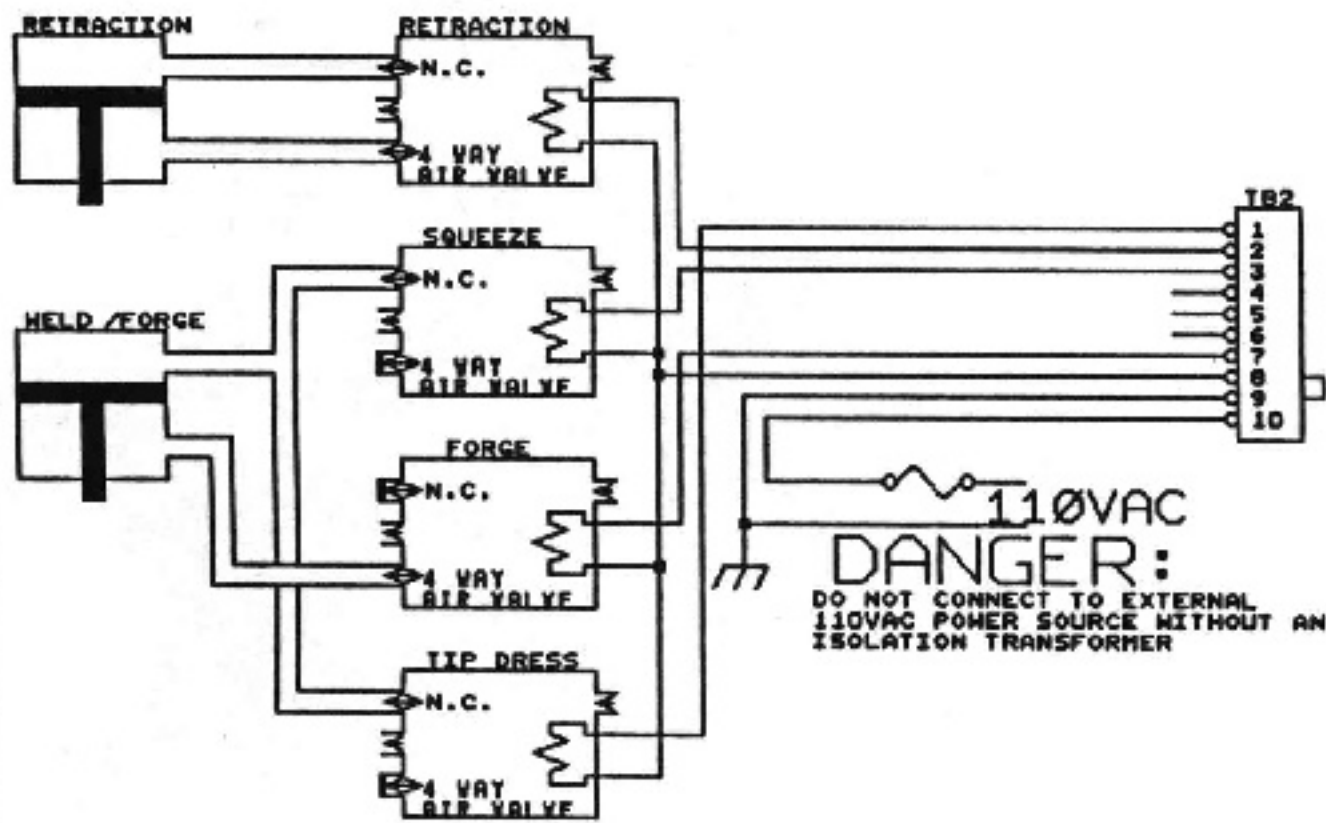 RETRACTION
RETRACTION
N.C.
4 WAY
AIR VALVE
TB2
1
2
3
4
5
6
7
8
9
10
SQUEEZE
N.C.
4 WAY
AIR VALVE
WELD /FORGE
FORGE
N.C.
4 WAY
AIR VALVE
110VAC
DANGER:
DO NOT CONNECT TO EXTERNAL
110VAC POWER SOURCE WITHOUT AN
ISOLATION TRANSFORMER
TIP DRESS
N.C.
4 WAY
AIR VALVE